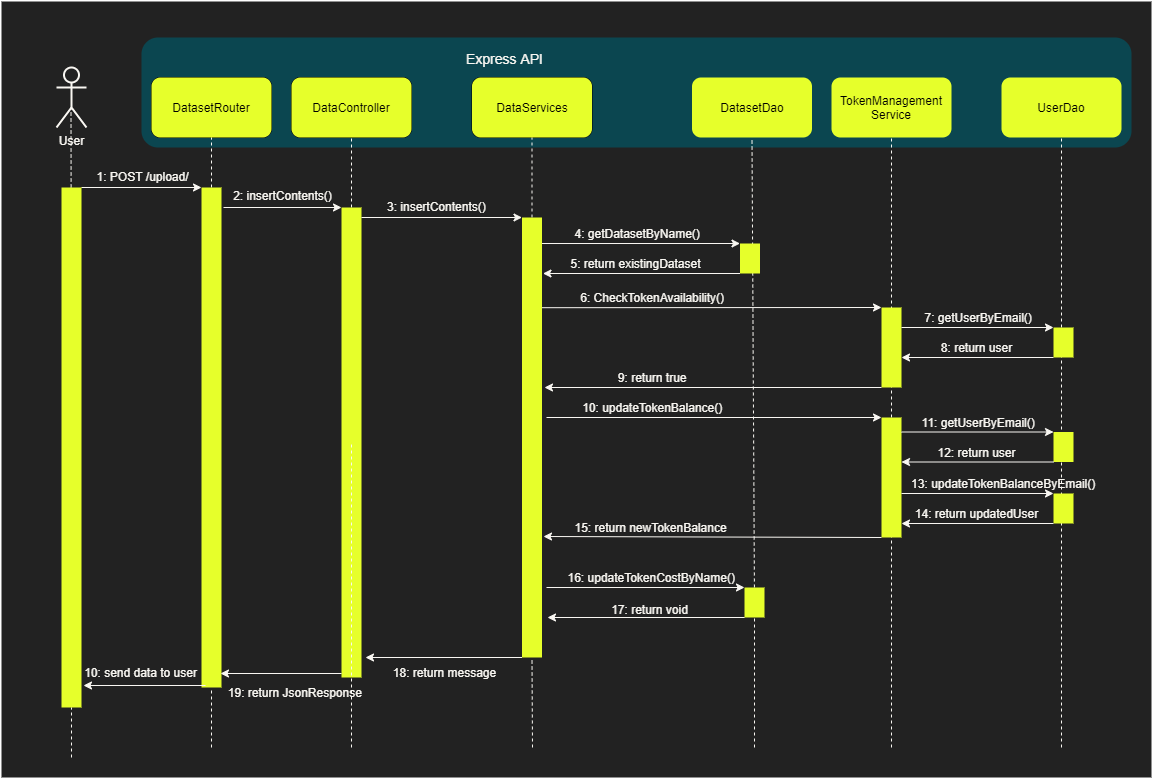 Express API
User
DatasetRouter
DataController
DataServices
DatasetDao
TokenManagement
Service
UserDao
1: POST /upload/
2: insertContents()
3: insertContents()
4: getDatasetByName()
5: return existingDataset
6: CheckTokenAvailability()
7: getUserByEmail()
8: return user
9: return true
10: updateTokenBalance()
11: getUserByEmail()
12: return user
13: updateTokenBalanceByEmail()
14: return updatedUser
15: return newTokenBalance
16: updateTokenCostByName()
17: return void
18: return message
10: send data to user
19: return JsonResponse